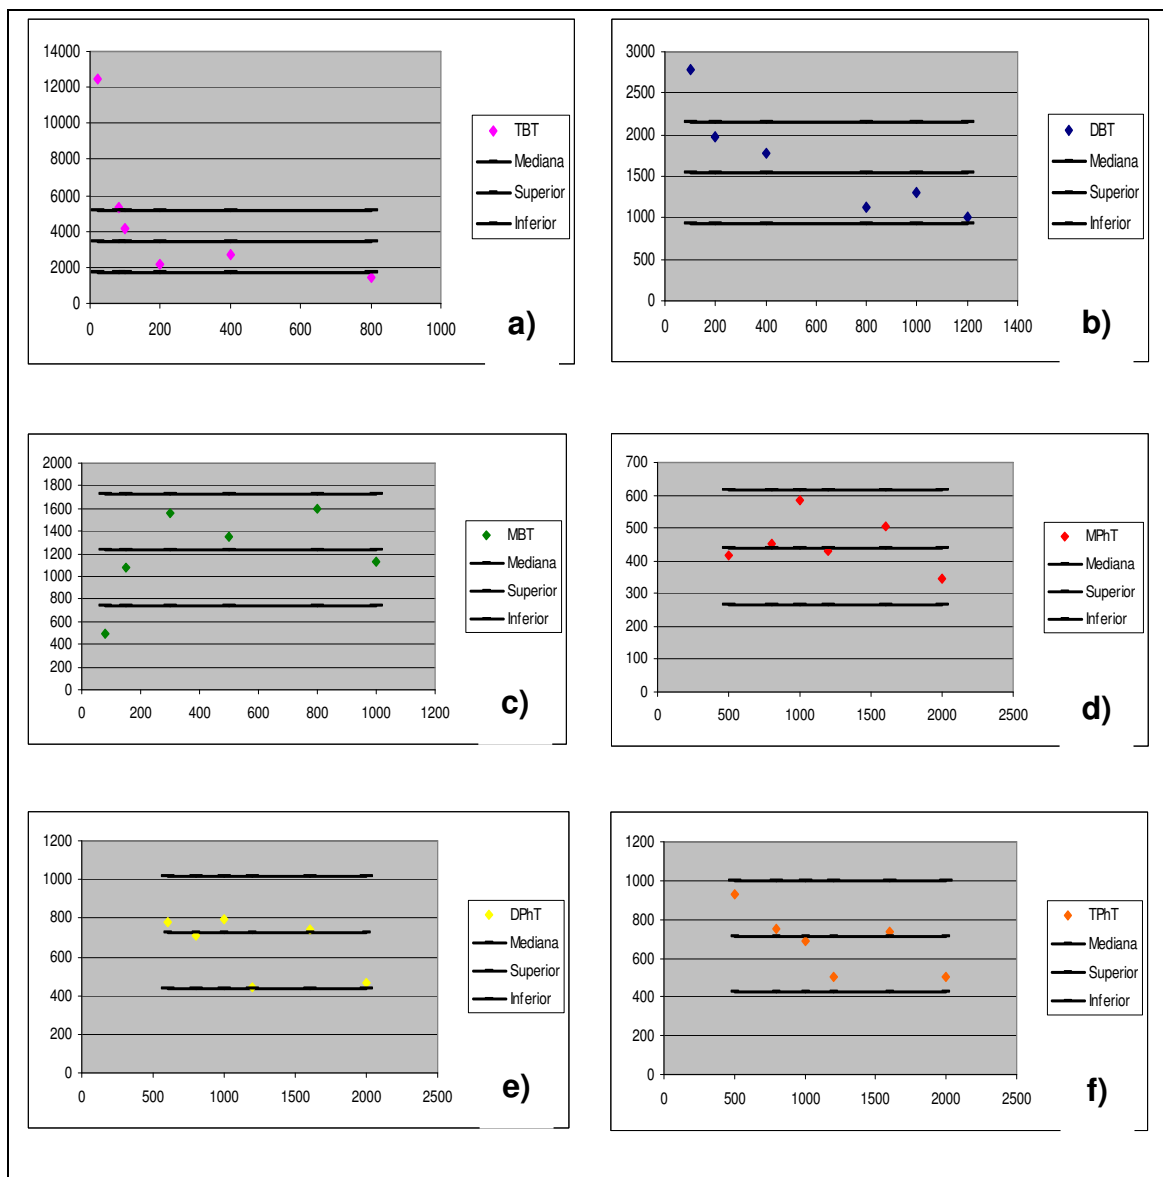 14000
12000
10000
8000
6000
4000
2000
0
0 200 400 600 800 1000
TBT
Mediana
Superior
Inferior
a)
3000
2500
2000
1500
1000
500
0
0 200 400 600 800 1000 1200 1400
DBT
Mediana
Superior
Inferior
b)
2000
1800
1600
1400
1200
1000
800
600
400
200
0
0 200 400 600 800 1000 1200
MBT
Mediana
Superior
Inferior
c)
700
600
500
400
300
200
100
0
0 500 1000 1500 2000 2500
MPhT
Mediana
Superior
Inferior
d)
1200
1000
800
600
400
200
0
0 500 1000 1500 2000 2500
DPhT
Mediana
Superior
Inferior
e)
1200
1000
800
600
400
200
0
0 500 1000 1500 2000 2500
TPhT
Mediana
Superior
Inferior
f)